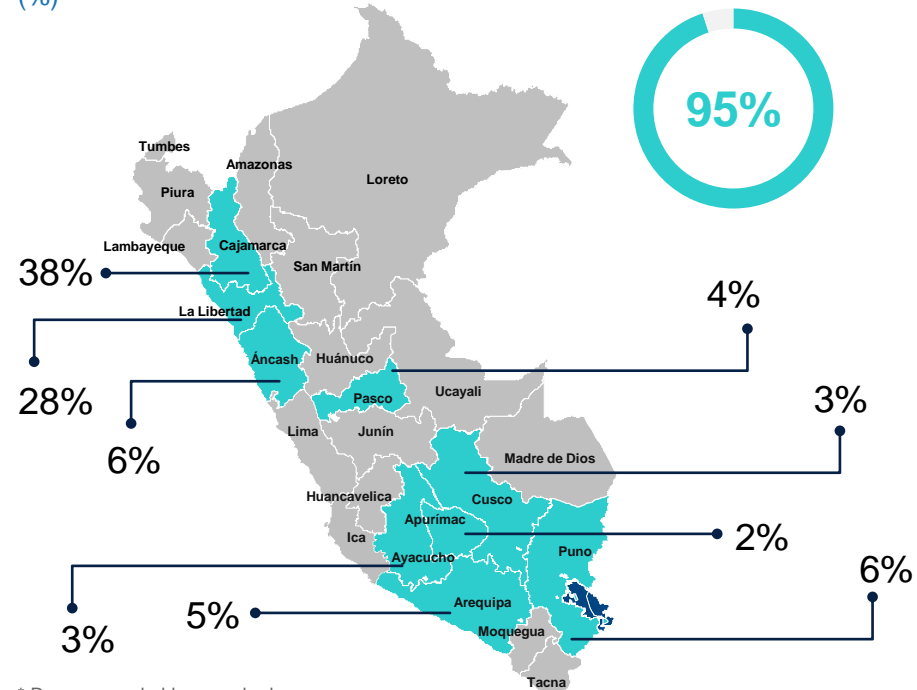 (%)
95%
Tumbes
Amazonas
Loreto
Piura
Lambayeque
Cajamarca
San Martín
38%
4%
La Libertad
Áncash
Huánuco
Ucayali
Pasco
28%
3%
Lima
Junín
6%
Madre de Dios
Huancavelica
Cusco
Apurímac
Ica
2%
Ayacucho
Puno
6%
Arequipa
5%
3%
Moquegua
Tacna